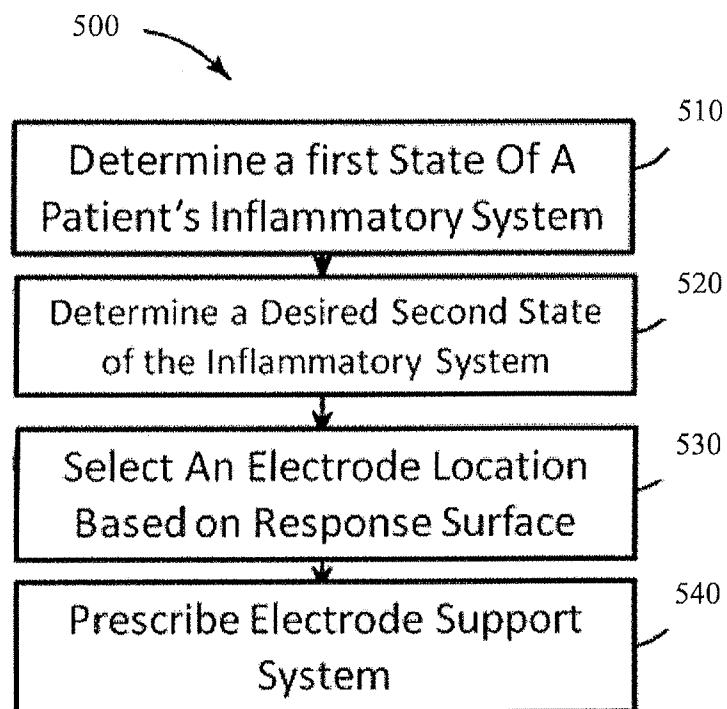 500
510
Determine a first State Of A
Patient's Inflammatory System
520
Determine a Desired Second State
of the Inflammatory System
530
Select An Electrode Location
Based on Response Surface
540
Prescribe Electrode Support
System